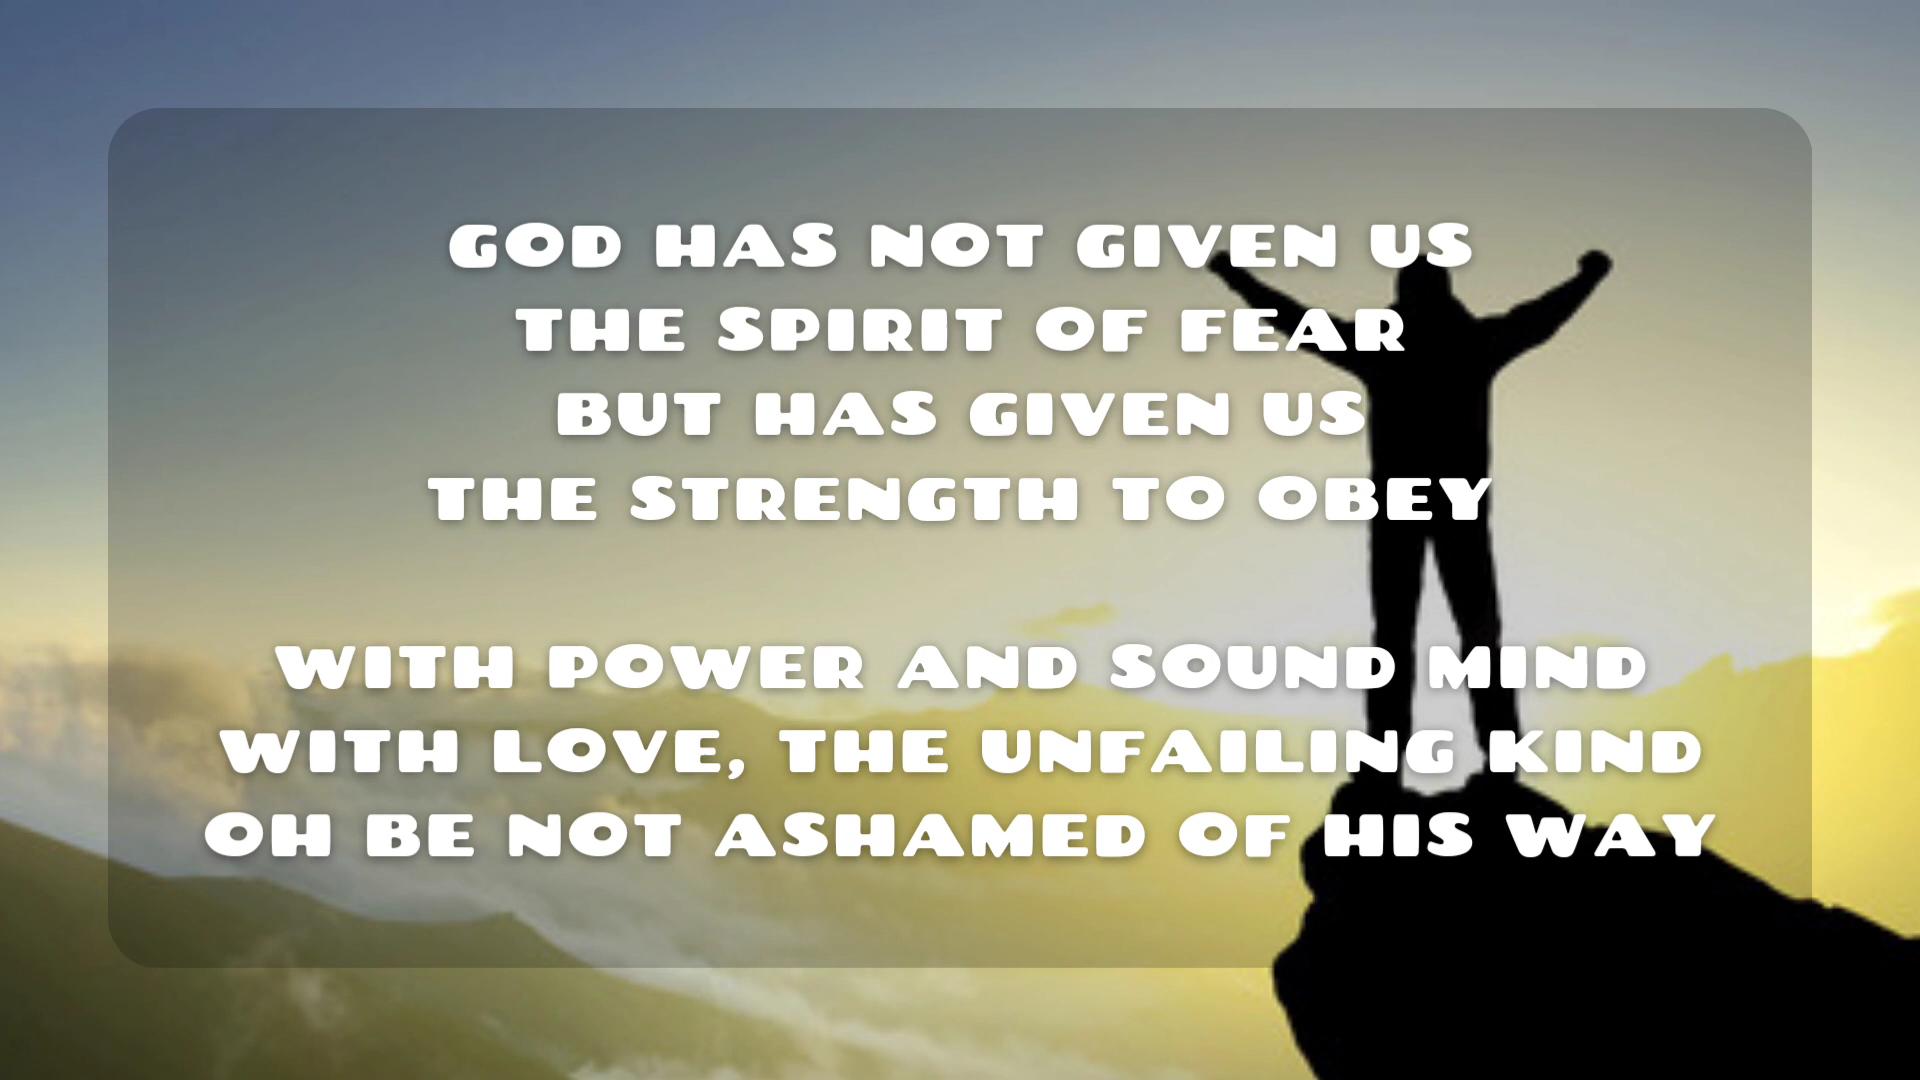 GOD HAS NOT GIVEN US
THE SPIRIT OF FEAR
BUT HAS GIVEN US
THE STRENGTH TO OBEY
WITH POWER AND SOUND MIND
WITH LOVE, THE UNFAILING KIND
OH BE NOT ASHAMED OF HIS WAY